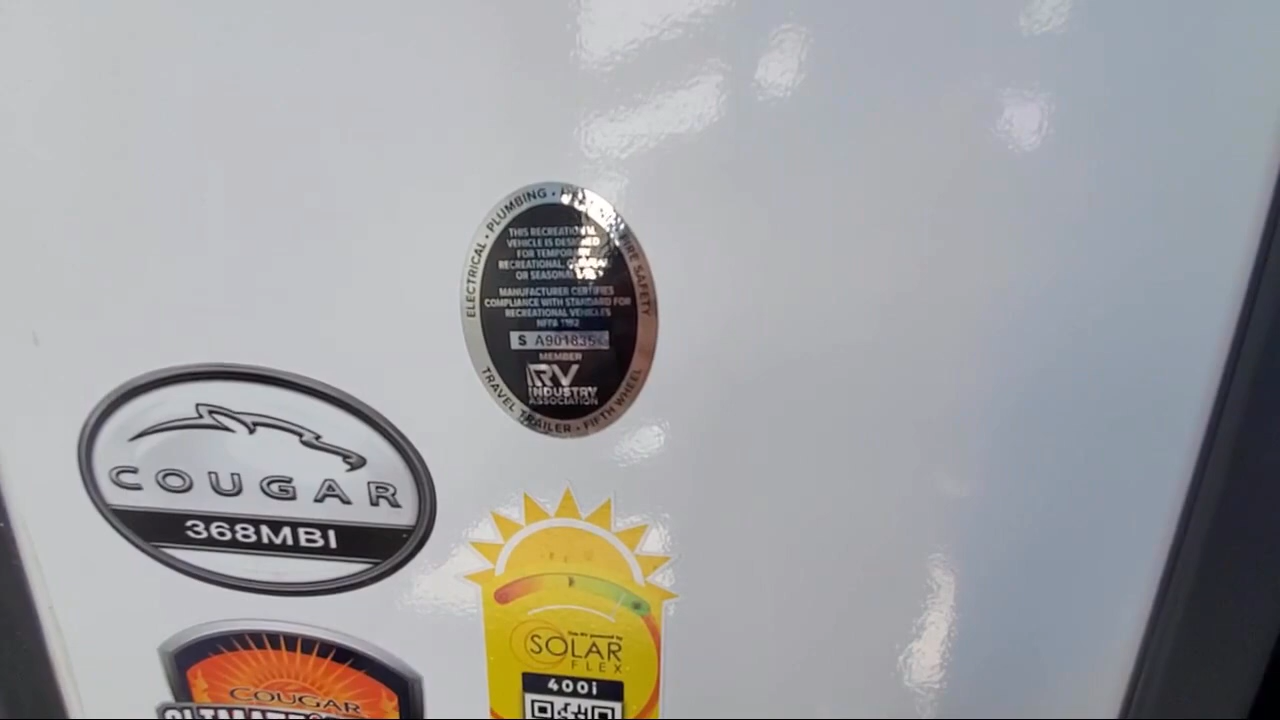 ELECTRICAL • PLUMBING •
FIRE SAFETY
THIS RECREATIONAL
VEHICLE IS DESIGNED
FOR TEMPORARY
RECREATIONAL,
OR SEASONAL
MANUFACTURER CERTIFIES
COMPLIANCE WITH STANDARD FOR
RECREATIONAL VEHICLES
NFPA 1192
S A901835
MEMBER
RV
INDUSTRY
ASSOCIATION
TRAVEL TRAILER • FIFTH WHEEL
COUGAR
368MBI
SOLAR
FLEX
400i
COUGAR